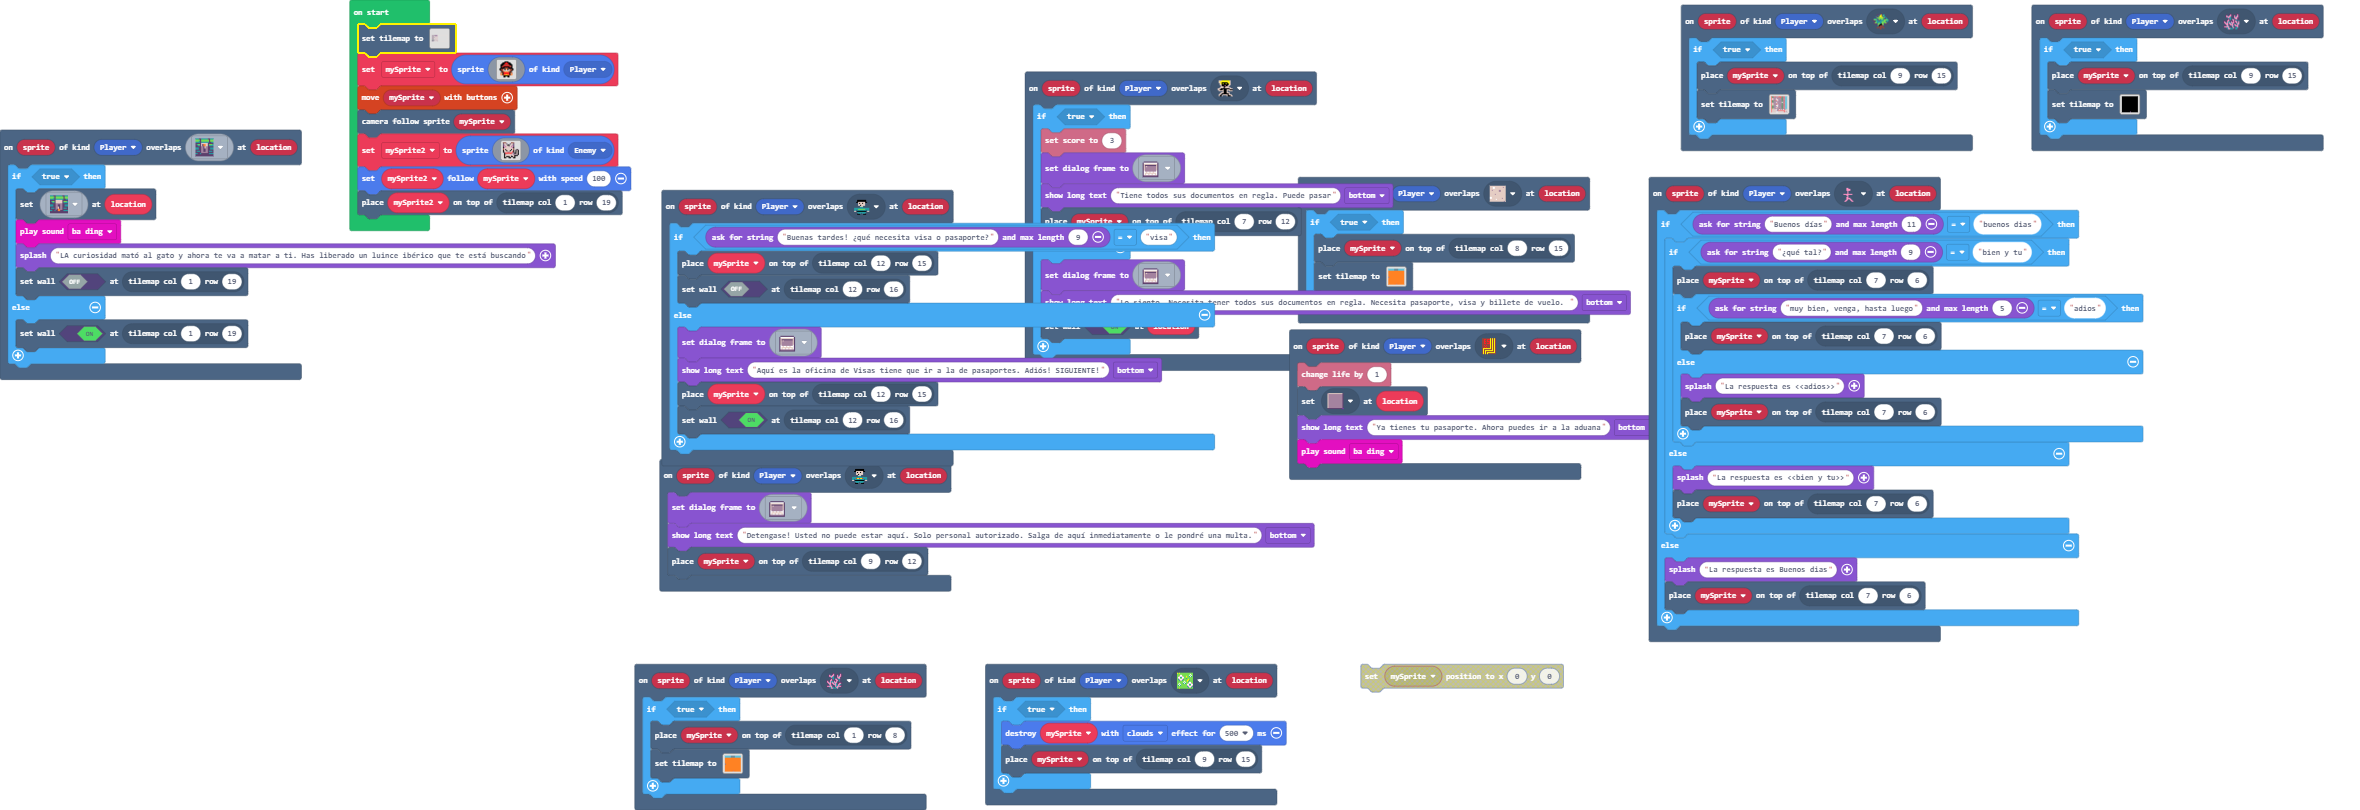 on start
set tilemap to
set mySprite to sprite of kind Player
move mySprite with buttons
camera follow sprite mySprite
set mySprite2 to sprite of kind Enemy
set mySprite2 follow mySprite with speed 100
place mySprite2 on top of tilemap col 1 row 19
on sprite of kind Player overlaps at location
if true then
set at location
play sound ba ding
splash "LA curiosidad mató al gato y ahora te va a matar a ti. Has liberado un luince ibérico que te está buscando"
set wall OFF at tilemap col 1 row 19
else
set wall ON at tilemap col 1 row 19
on sprite of kind Player overlaps at location
if ask for string "Buenas tardes! ¿qué necesita visa o pasaporte?" and max length 9 = "visa" then
place mySprite on top of tilemap col 12 row 15
set wall OFF at tilemap col 12 row 16
else
set dialog frame to
show long text "Aquí es la oficina de Visas tiene que ir a la de pasaportes. Adiós! SIGUIENTE!" bottom
place mySprite on top of tilemap col 12 row 15
set wall ON at tilemap col 12 row 16
on sprite of kind Player overlaps at location
set dialog frame to
show long text "Detengase! Usted no puede estar aquí. Solo personal autorizado. Salga de aquí inmediatamente o le pondré una multa." bottom
place mySprite on top of tilemap col 9 row 12
on sprite of kind Player overlaps at location
if true then
set score to 3
set dialog frame to
show long text "Tiene todos sus documentos en regla. Puede pasar" bottom
place mySprite on top of tilemap col 7 row 12
set dialog frame to
show long text "Lo siento. Necesita tener todos sus documentos en regla. Necesita pasaporte, visa y billete de vuelo. " bottom
set wall ON at location
Player overlaps at location
if true then
place mySprite on top of tilemap col 8 row 15
set tilemap to
on sprite of kind Player overlaps at location
change life by 1
set at location
show long text "Ya tienes tu pasaporte. Ahora puedes ir a la aduana" bottom
play sound ba ding
on sprite of kind Player overlaps at location
if true then
place mySprite on top of tilemap col 9 row 15
set tilemap to
on sprite of kind Player overlaps at location
if true then
place mySprite on top of tilemap col 9 row 15
set tilemap to
on sprite of kind Player overlaps at location
if ask for string "Buenos días" and max length 11 = "buenos dias" then
if ask for string "¿qué tal?" and max length 9 = "bien y tu" then
place mySprite on top of tilemap col 7 row 6
if ask for string "muy bien, venga, hasta luego" and max length 5 = "adios" then
place mySprite on top of tilemap col 7 row 6
else
splash "La respuesta es <<adios>>"
place mySprite on top of tilemap col 7 row 6
else
splash "La respuesta es <<bien y tu>>"
place mySprite on top of tilemap col 7 row 6
else
splash "La respuesta es Buenos dias"
place mySprite on top of tilemap col 7 row 6
on sprite of kind Player overlaps at location
if true then
place mySprite on top of tilemap col 1 row 8
set tilemap to
on sprite of kind Player overlaps at location
if true then
destroy mySprite with clouds effect for 500 ms
place mySprite on top of tilemap col 9 row 15
set mySprite position to x 0 y 0